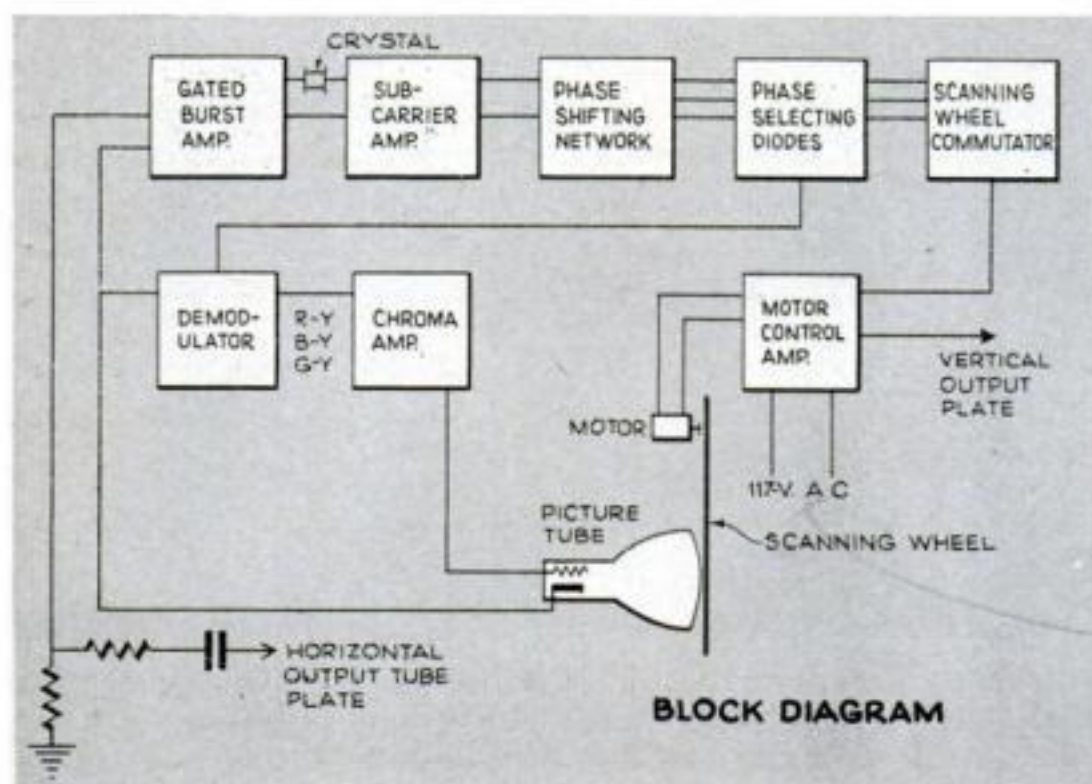 CRYSTAL
GATED
BURST
AMP.
SUB-
CARRIER
AMP.
PHASE
SHIFTING
NETWORK
PHASE
SELECTING
DIODES
SCANNING
WHEEL
COMMUTATOR
DEMOD-
ULATOR
R-Y
B-Y
G-Y
CHROMA
AMP.
MOTOR
CONTROL
AMP.
VERTICAL
OUTPUT
PLATE
MOTOR
117-V. A C
PICTURE
TUBE
SCANNING WHEEL
HORIZONTAL
OUTPUT TUBE
PLATE
BLOCK DIAGRAM